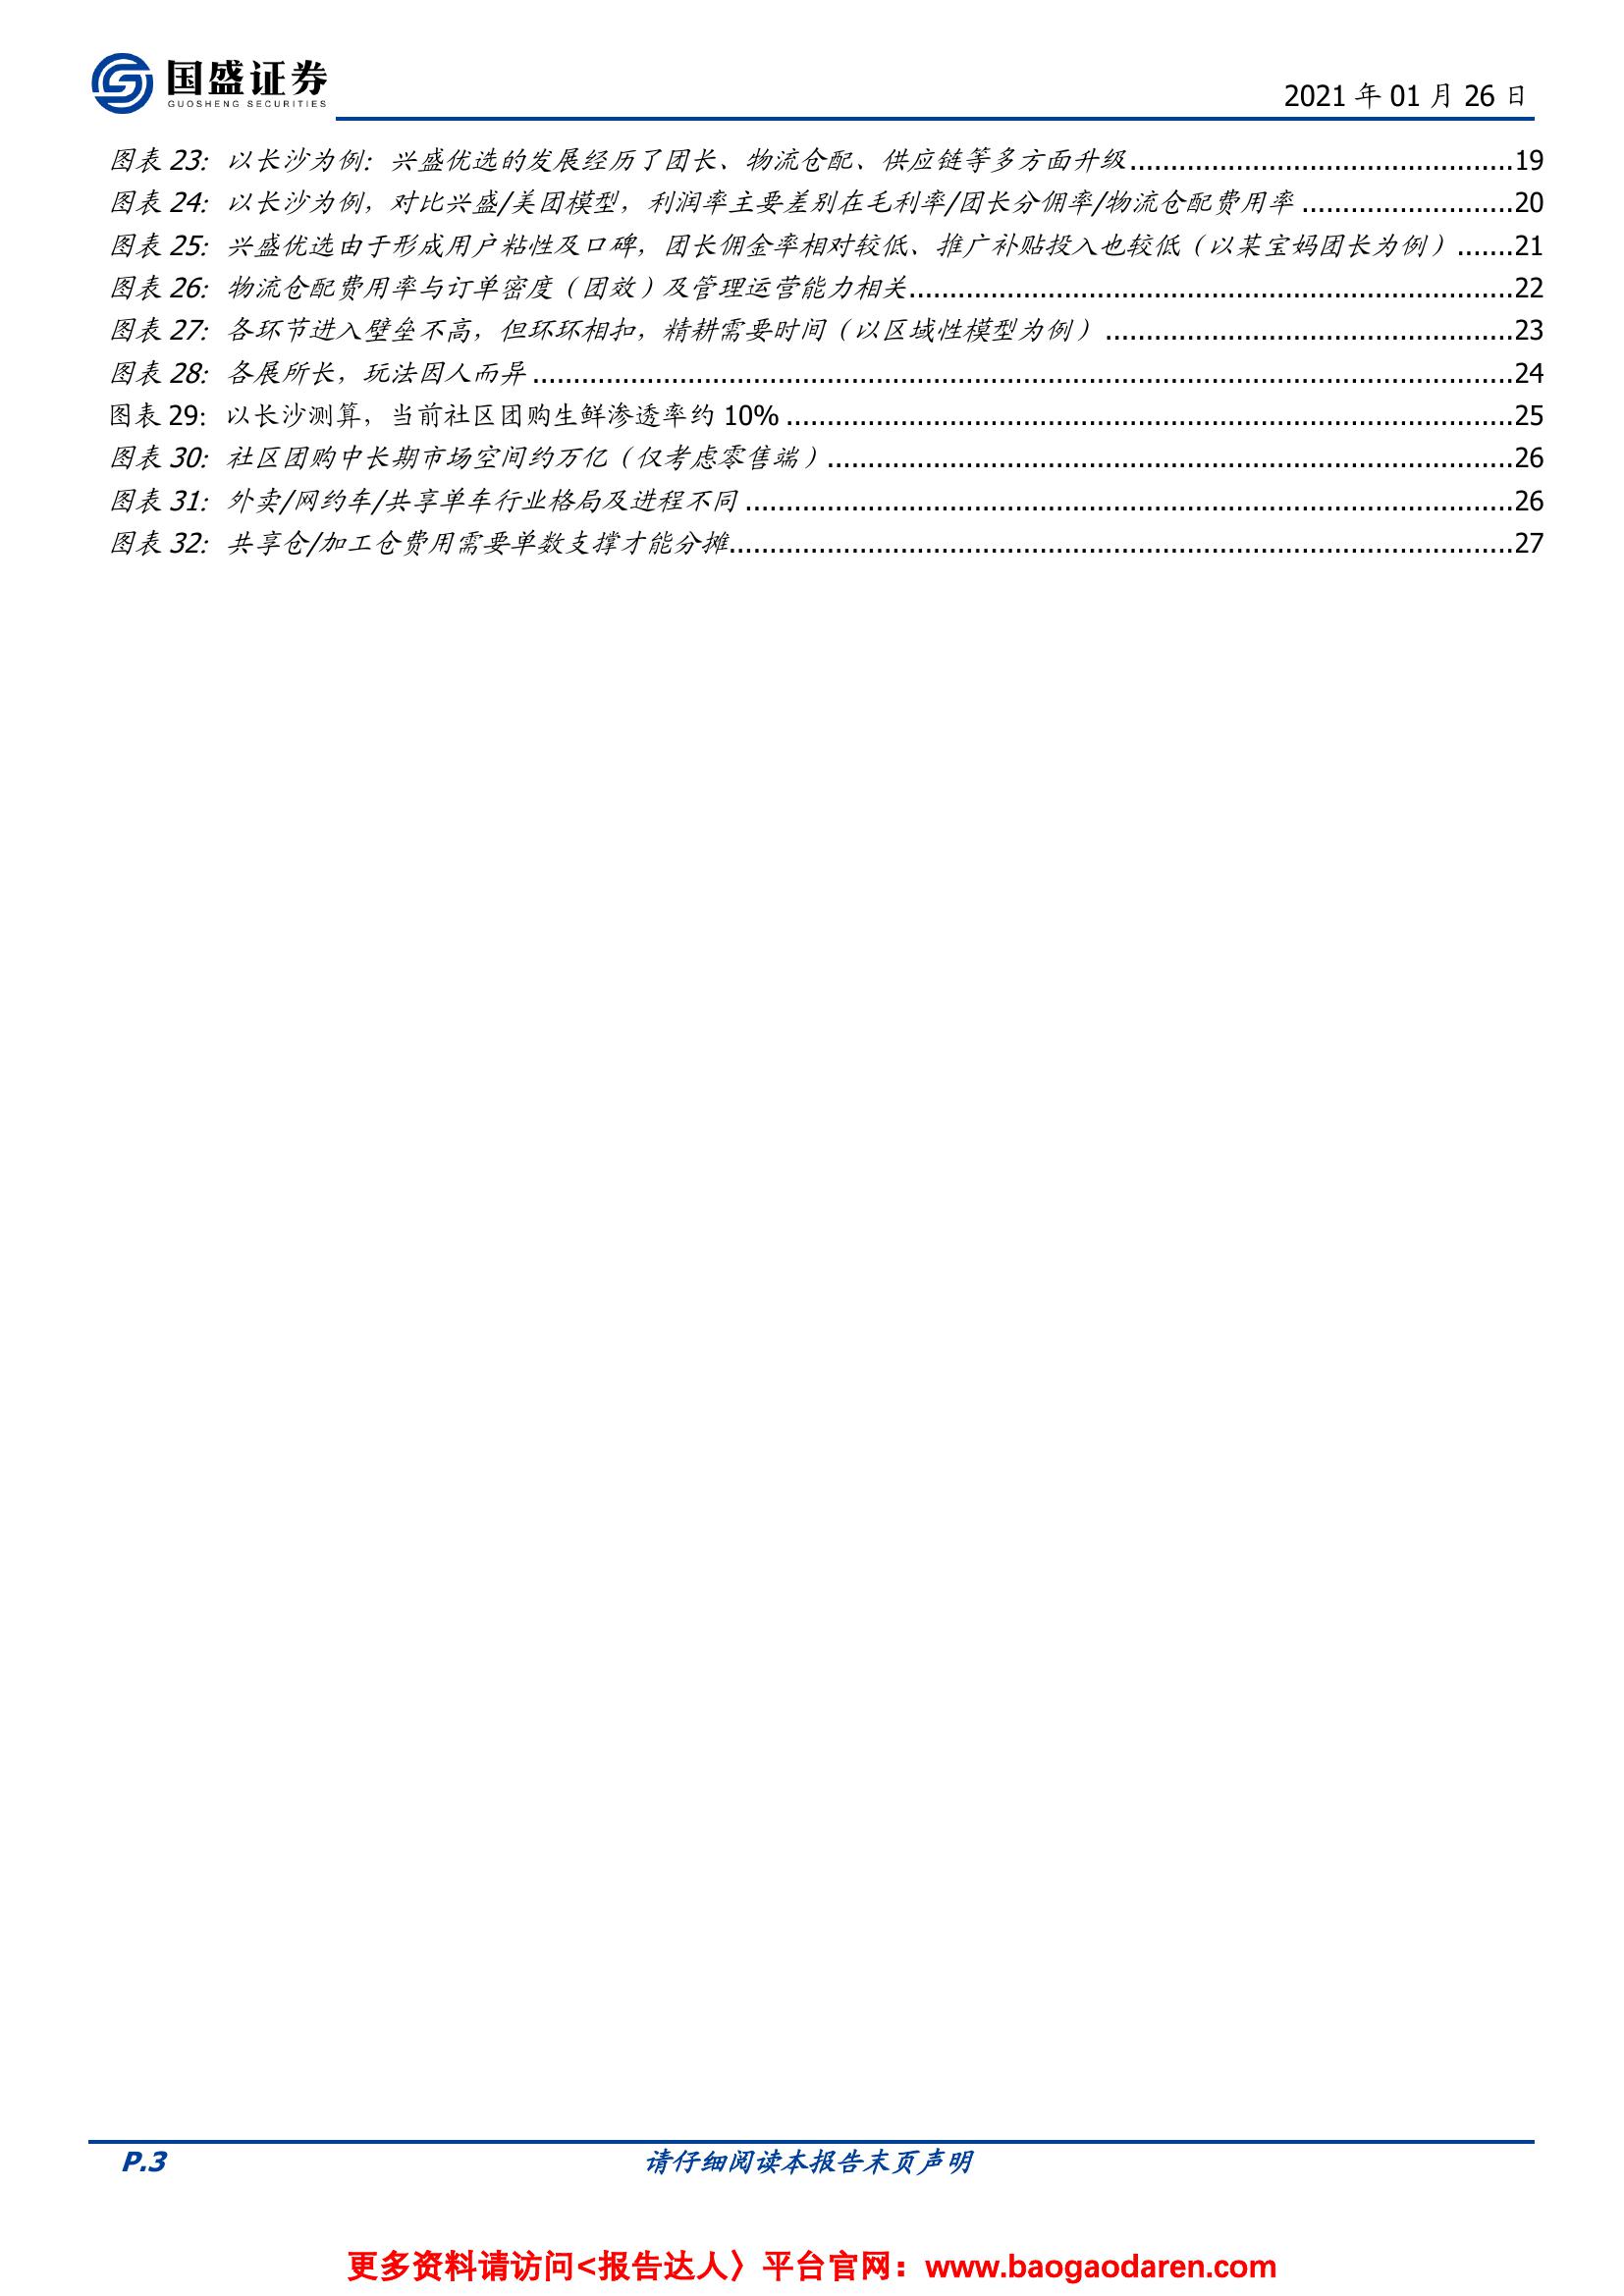 国盛证券
GUOSHENG SECURITIES
2021 年 01 月 26 日
图表 23：以长沙为例：兴盛优选的发展经历了团长、物流仓配、供应链等多方面升级........................................19
图表 24：以长沙为例，对比兴盛/美团模型，利润率主要差别在毛利率/团长分佣率/物流仓配费用率 ........................20
图表 25：兴盛优选由于形成用户粘性及口碑，团长佣金率相对较低、推广补贴投入也较低（以某宝妈团长为例）.......21
图表 26：物流仓配费用率与订单密度（团效）及管理运营能力相关........................................22
图表 27：各环节进入壁垒不高，但环环相扣，精耕需要时间（以区域性模型为例） ........................................23
图表 28：各展所长，玩法因人而异 ........................................24
图表 29：以长沙测算，当前社区团购生鲜渗透率约 10% ........................................25
图表 30：社区团购中长期市场空间约万亿（仅考虑零售端）........................................26
图表 31：外卖/网约车/共享单车行业格局及进程不同 ........................................26
图表 32：共享仓/加工仓费用需要单数支撑才能分摊........................................27
P.3
请仔细阅读本报告末页声明
更多资料请访问<报告达人〉平台官网：www.baogaodaren.com